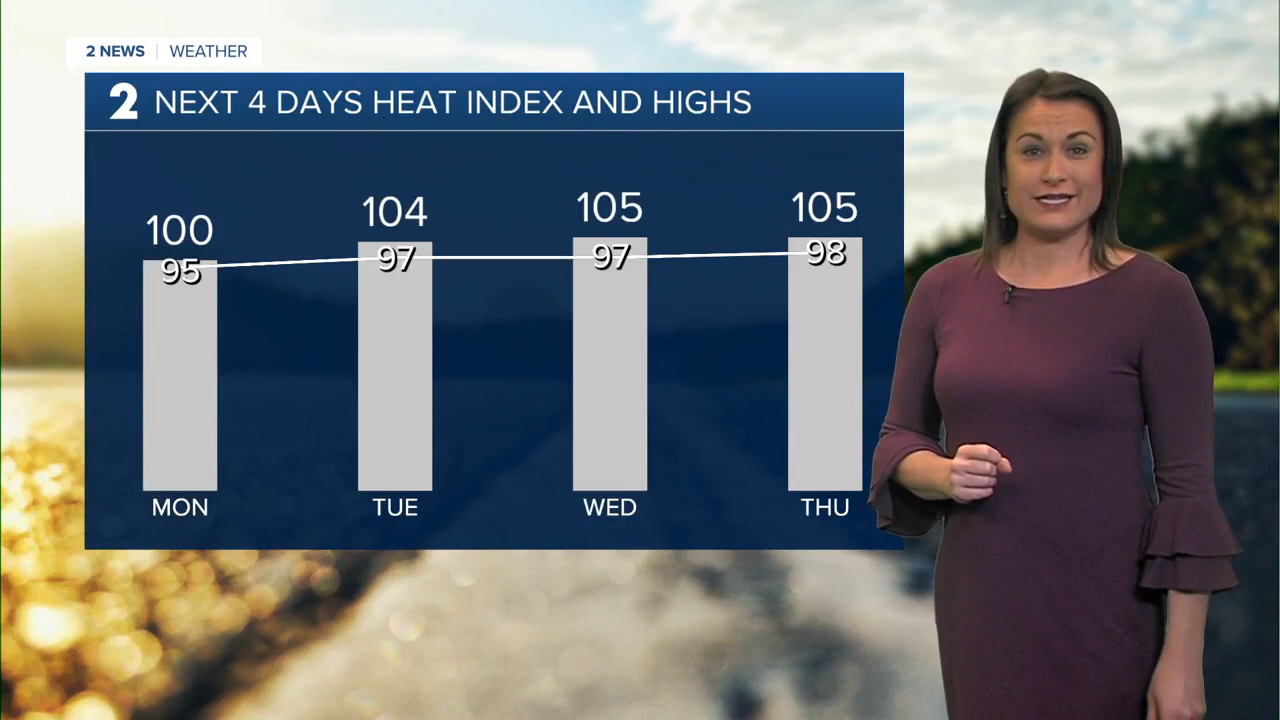 2 NEWS | WEATHER
2 NEXT 4 DAYS HEAT INDEX AND HIGHS
100 104 105 105
95 97 97 98
MON TUE WED THU